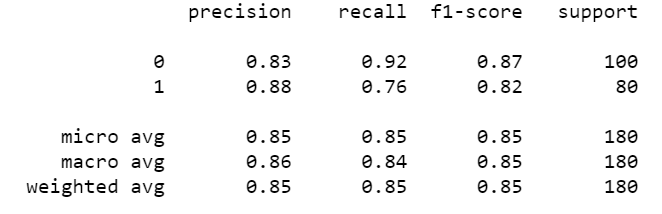 precision recall f1-score support
0 0.83 0.92 0.87 100
1 0.88 0.76 0.82 80
micro avg 0.85 0.85 0.85 180
macro avg 0.86 0.84 0.85 180
weighted avg 0.85 0.85 0.85 180